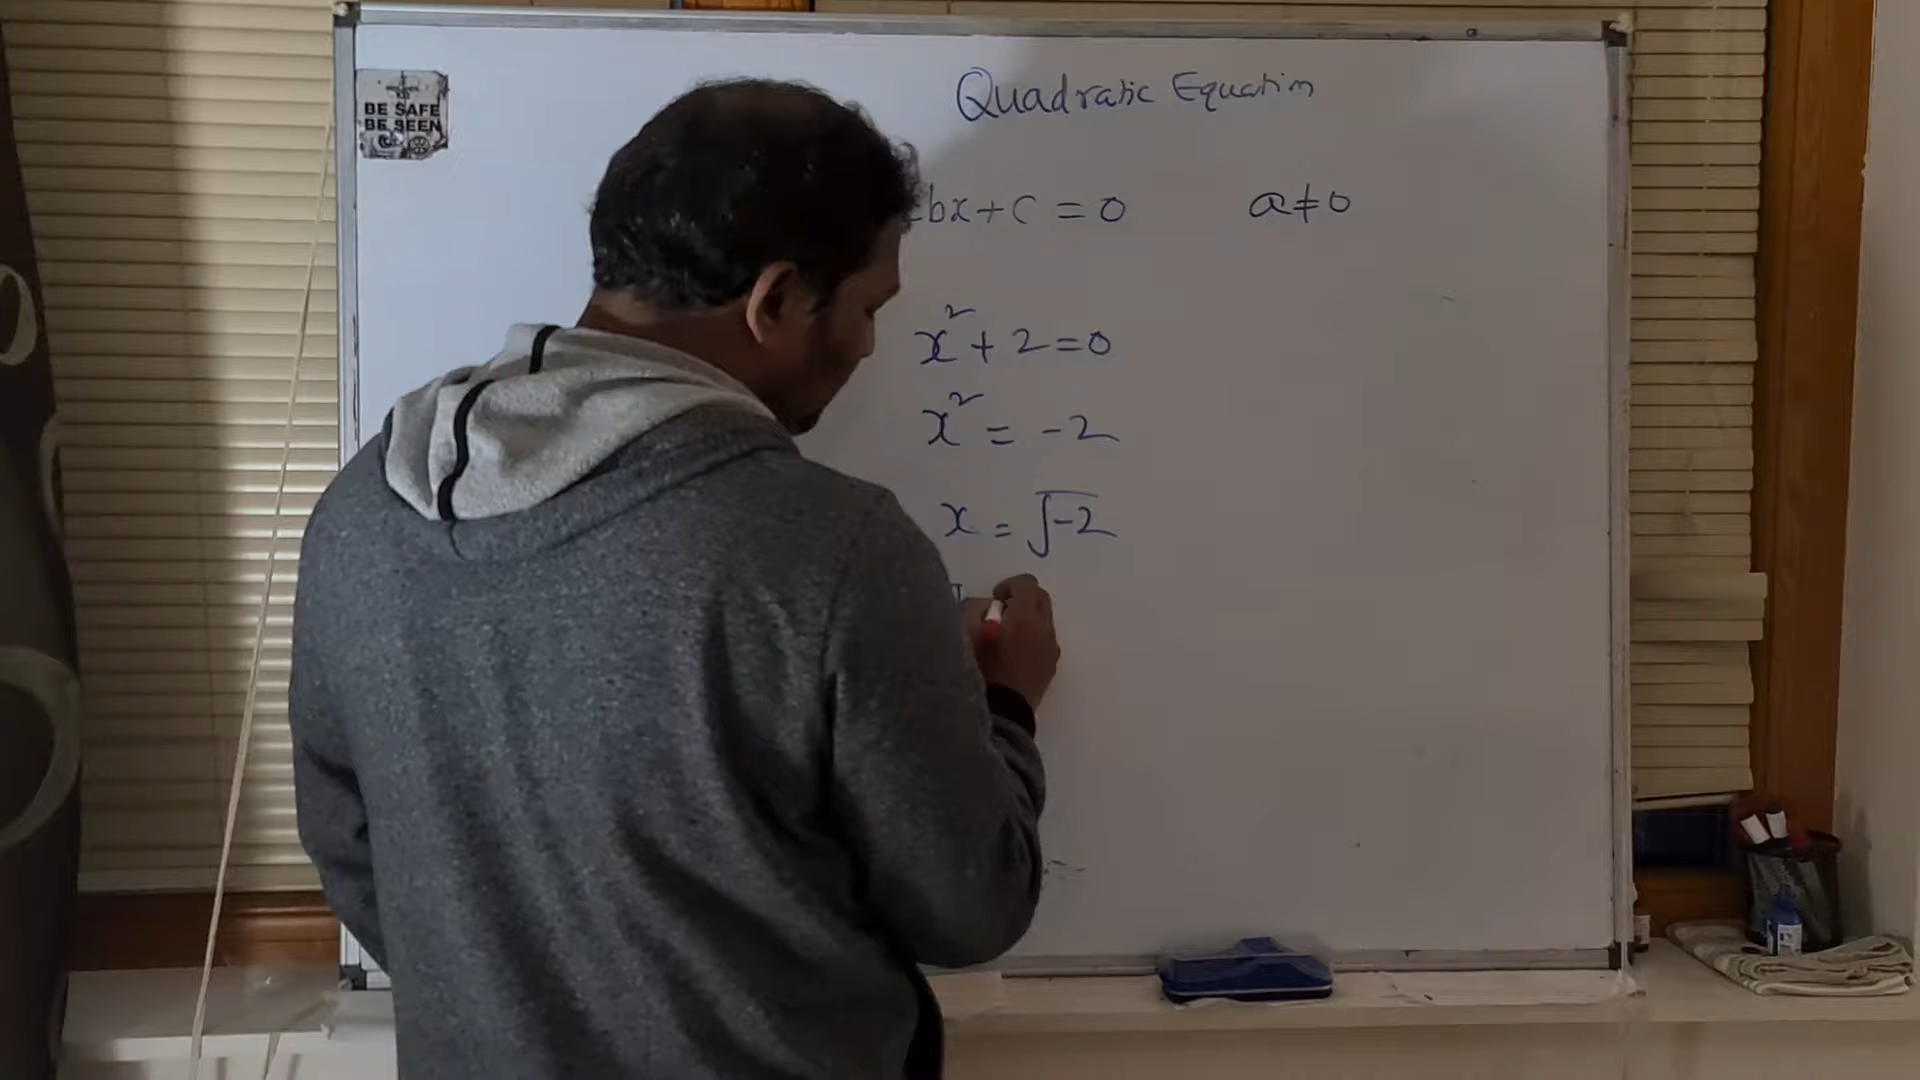 Quadratic Equation
bx+c=0 a≠0
x²+2=0
x²=-2
x=√-2
BE SAFE
BE SEEN